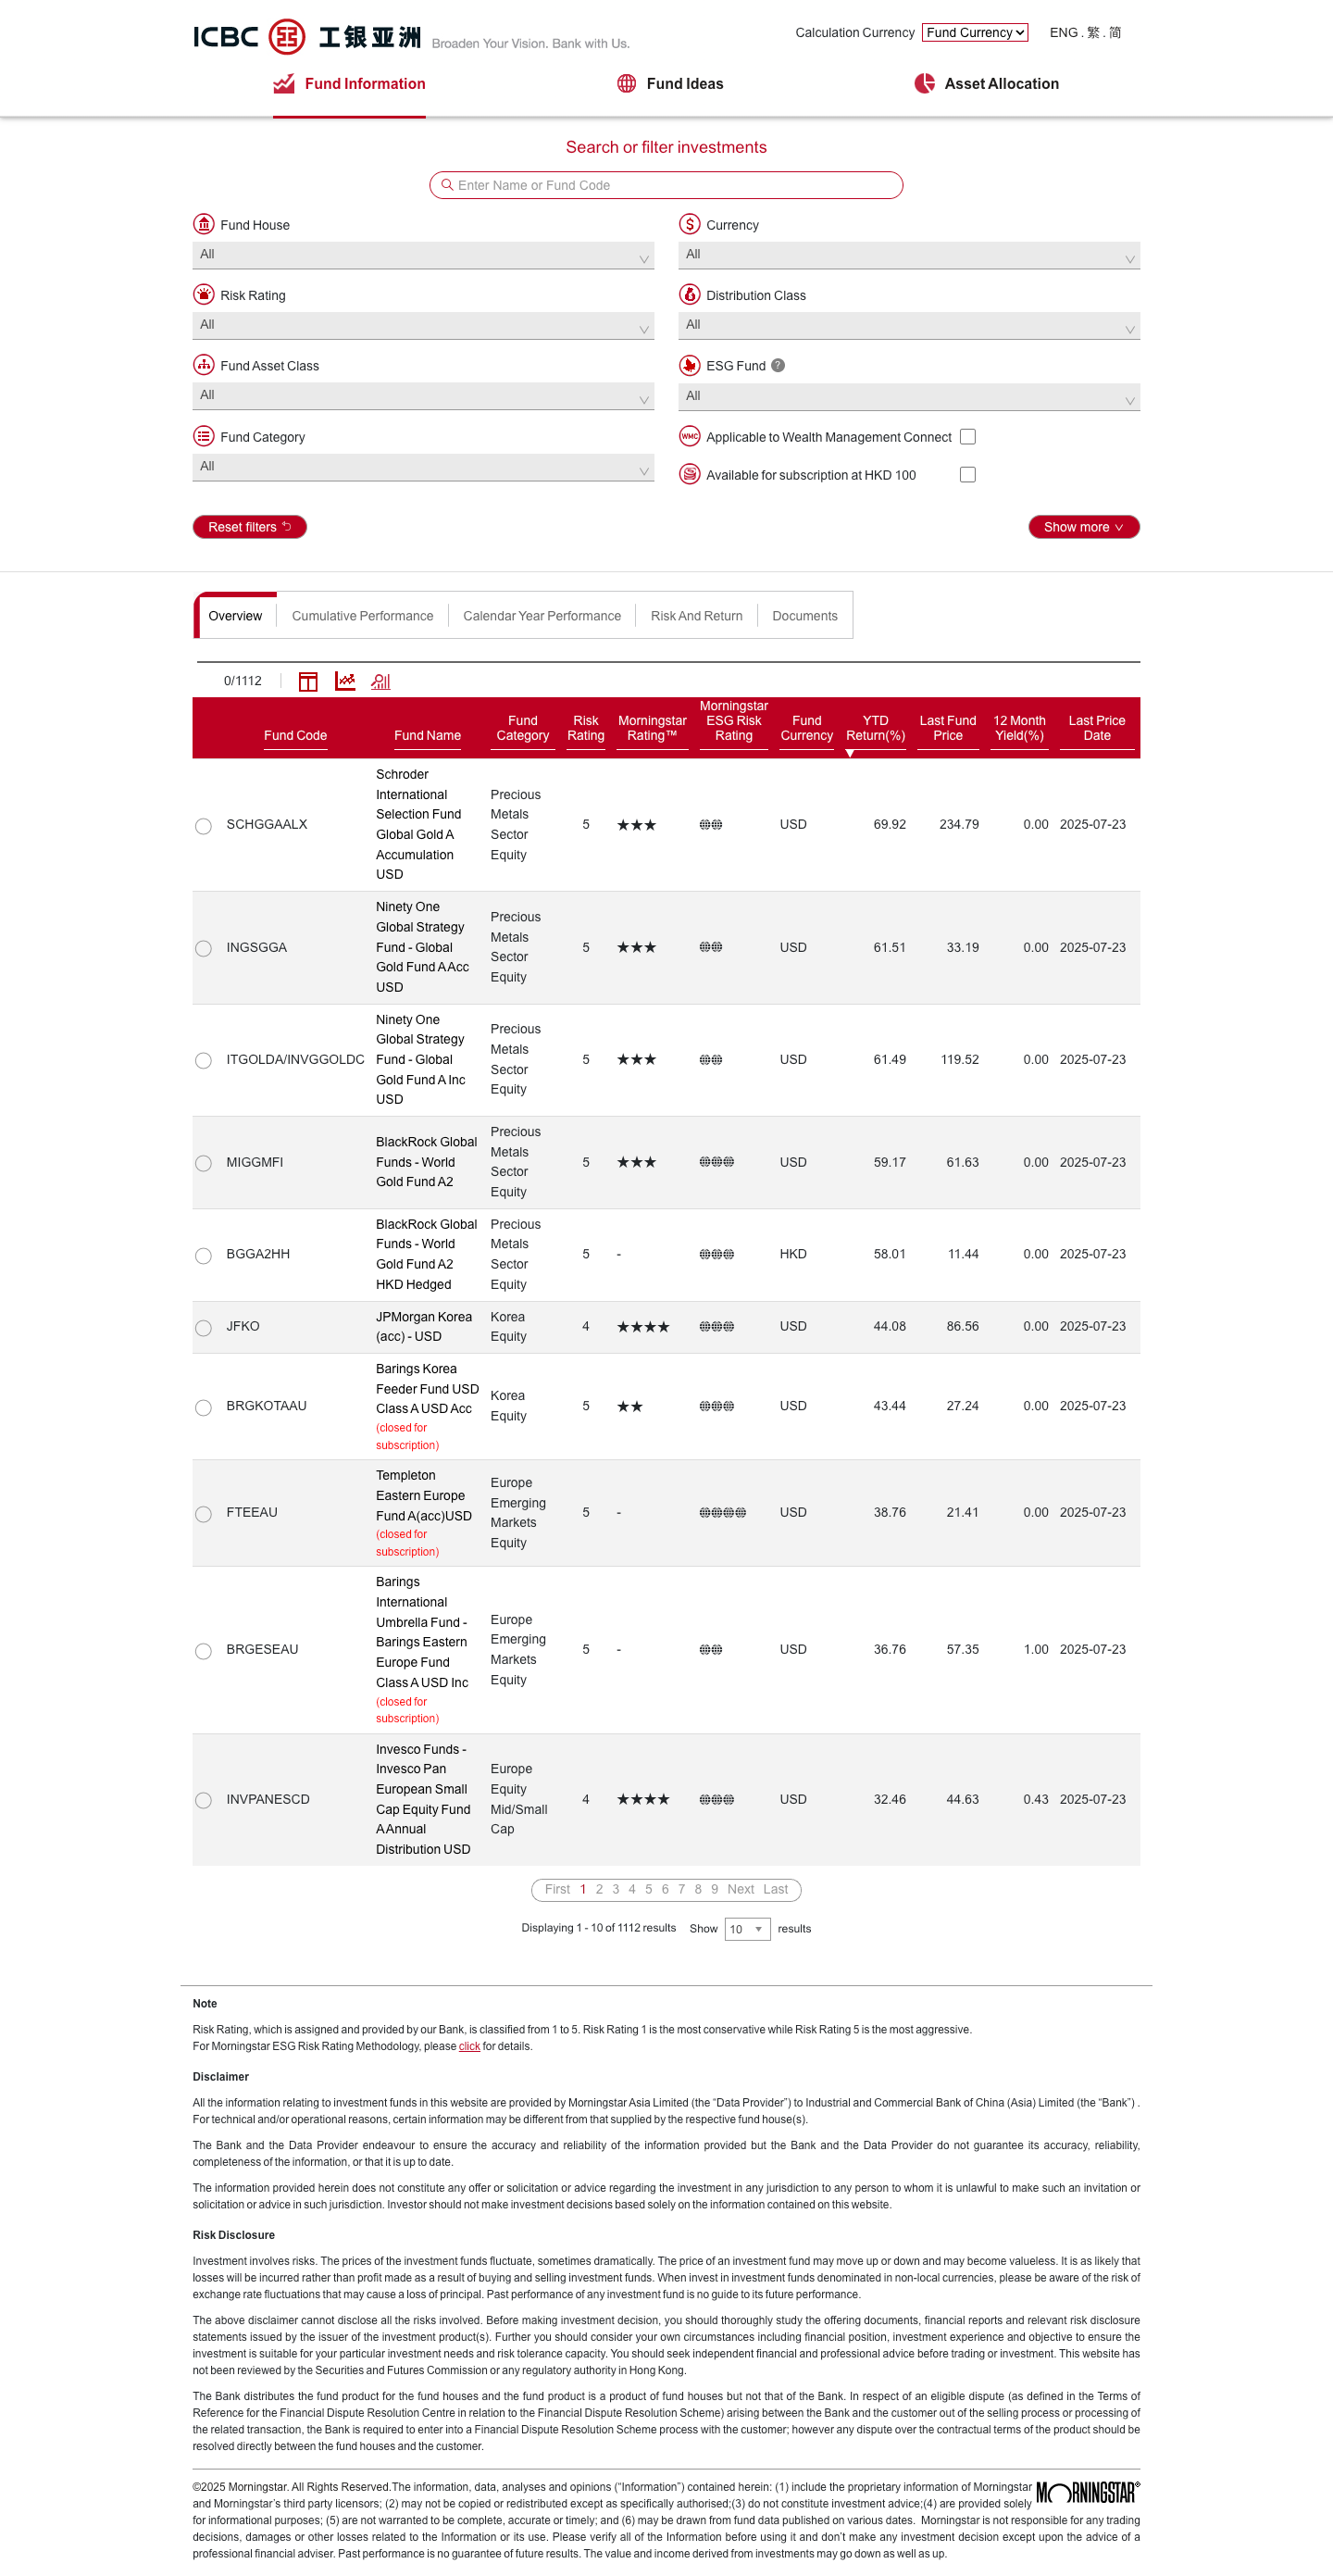 ICBC 工银亚洲 Broaden Your Vision. Bank with Us.
Calculation Currency Fund Currency ENG . 繁 . 简
Fund Information Fund Ideas Asset Allocation
Search or filter investments
Enter Name or Fund Code
Fund House Currency
All All
Risk Rating Distribution Class
All All
Fund Asset Class ESG Fund ?
All All
Fund Category WMC Applicable to Wealth Management Connect
All
Available for subscription at HKD 100
Reset filters Show more
Overview Cumulative Performance Calendar Year Performance Risk And Return Documents
0/1112
Fund Code Fund Name Fund Category Risk Rating Morningstar Rating™ Morningstar ESG Risk Rating Fund Currency YTD Return(%) Last Fund Price 12 Month Yield(%) Last Price Date
SCHGGAALX Schroder International Selection Fund Global Gold A Accumulation USD Precious Metals Sector Equity 5 ★★★ USD 69.92 234.79 0.00 2025-07-23
INGSGGA Ninety One Global Strategy Fund - Global Gold Fund A Acc USD Precious Metals Sector Equity 5 ★★★ USD 61.51 33.19 0.00 2025-07-23
ITGOLDA/INVGGOLDC Ninety One Global Strategy Fund - Global Gold Fund A Inc USD Precious Metals Sector Equity 5 ★★★ USD 61.49 119.52 0.00 2025-07-23
MIGGMFI BlackRock Global Funds - World Gold Fund A2 Precious Metals Sector Equity 5 ★★★ USD 59.17 61.63 0.00 2025-07-23
BGGA2HH BlackRock Global Funds - World Gold Fund A2 HKD Hedged Precious Metals Sector Equity 5 - HKD 58.01 11.44 0.00 2025-07-23
JFKO JPMorgan Korea (acc) - USD Korea Equity 4 ★★★★ USD 44.08 86.56 0.00 2025-07-23
BRGKOTAAU Barings Korea Feeder Fund USD Class A USD Acc (closed for subscription) Korea Equity 5 ★★ USD 43.44 27.24 0.00 2025-07-23
FTEEAU Templeton Eastern Europe Fund A(acc)USD (closed for subscription) Europe Emerging Markets Equity 5 - USD 38.76 21.41 0.00 2025-07-23
BRGESEAU Barings International Umbrella Fund - Barings Eastern Europe Fund Class A USD Inc (closed for subscription) Europe Emerging Markets Equity 5 - USD 36.76 57.35 1.00 2025-07-23
INVPANESCD Invesco Funds - Invesco Pan European Small Cap Equity Fund A Annual Distribution USD Europe Equity Mid/Small Cap 4 ★★★★ USD 32.46 44.63 0.43 2025-07-23
First 1 2 3 4 5 6 7 8 9 Next Last
Displaying 1 - 10 of 1112 results Show 10 results
Note
Risk Rating, which is assigned and provided by our Bank, is classified from 1 to 5. Risk Rating 1 is the most conservative while Risk Rating 5 is the most aggressive.
For Morningstar ESG Risk Rating Methodology, please click for details.
Disclaimer
All the information relating to investment funds in this website are provided by Morningstar Asia Limited (the “Data Provider”) to Industrial and Commercial Bank of China (Asia) Limited (the “Bank”) .
For technical and/or operational reasons, certain information may be different from that supplied by the respective fund house(s).
The Bank and the Data Provider endeavour to ensure the accuracy and reliability of the information provided but the Bank and the Data Provider do not guarantee its accuracy, reliability,
completeness of the information, or that it is up to date.
The information provided herein does not constitute any offer or solicitation or advice regarding the investment in any jurisdiction to any person to whom it is unlawful to make such an invitation or
solicitation or advice in such jurisdiction. Investor should not make investment decisions based solely on the information contained on this website.
Risk Disclosure
Investment involves risks. The prices of the investment funds fluctuate, sometimes dramatically. The price of an investment fund may move up or down and may become valueless. It is as likely that
losses will be incurred rather than profit made as a result of buying and selling investment funds. When invest in investment funds denominated in non-local currencies, please be aware of the risk of
exchange rate fluctuations that may cause a loss of principal. Past performance of any investment fund is no guide to its future performance.
The above disclaimer cannot disclose all the risks involved. Before making investment decision, you should thoroughly study the offering documents, financial reports and relevant risk disclosure
statements issued by the issuer of the investment product(s). Further you should consider your own circumstances including financial position, investment experience and objective to ensure the
investment is suitable for your particular investment needs and risk tolerance capacity. You should seek independent financial and professional advice before trading or investment. This website has
not been reviewed by the Securities and Futures Commission or any regulatory authority in Hong Kong.
The Bank distributes the fund product for the fund houses and the fund product is a product of fund houses but not that of the Bank. In respect of an eligible dispute (as defined in the Terms of
Reference for the Financial Dispute Resolution Centre in relation to the Financial Dispute Resolution Scheme) arising between the Bank and the customer out of the selling process or processing of
the related transaction, the Bank is required to enter into a Financial Dispute Resolution Scheme process with the customer; however any dispute over the contractual terms of the product should be
resolved directly between the fund houses and the customer.
©2025 Morningstar. All Rights Reserved.The information, data, analyses and opinions (“Information”) contained herein: (1) include the proprietary information of Morningstar MORNINGSTAR®
and Morningstar’s third party licensors; (2) may not be copied or redistributed except as specifically authorised;(3) do not constitute investment advice;(4) are provided solely
for informational purposes; (5) are not warranted to be complete, accurate or timely; and (6) may be drawn from fund data published on various dates. Morningstar is not responsible for any trading
decisions, damages or other losses related to the Information or its use. Please verify all of the Information before using it and don’t make any investment decision except upon the advice of a
professional financial adviser. Past performance is no guarantee of future results. The value and income derived from investments may go down as well as up.